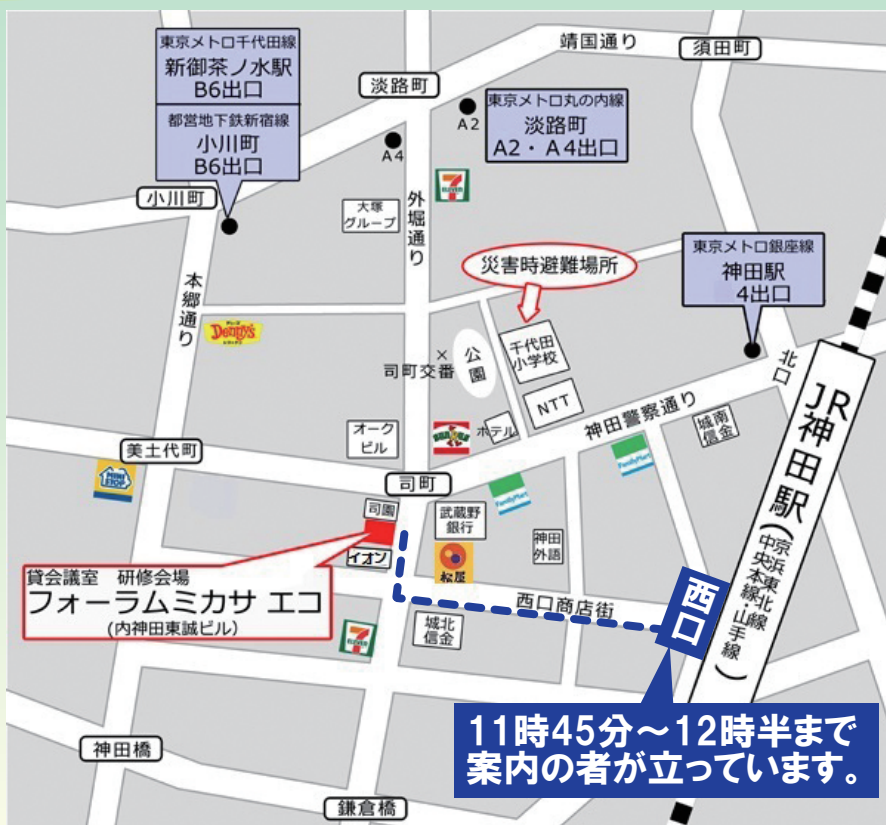 東京メトロ千代田線
新御茶ノ水駅
B6出口
都営地下鉄新宿線
小川町
B6出口
小川町
淡路町
A4
A2
東京メトロ丸の内線
淡路町
A2・A4出口
靖国通り
須田町
大塚
グループ
外堀通り
7
ELEVEN
災害時避難場所
東京メトロ銀座線
神田駅
4出口
本郷通り
Denny's
×
司町交番
公園
千代田
小学校
NTT
ホテル
神田警察通り
北口
城南
信金
FamilyMart
FamilyMart
オーク
ビル
美土代町
司町
司園
イオン
武蔵野
銀行
松屋
神田
外語
貸会議室 研修会場
フォーラムミカサ エコ
(内神田東誠ビル)
西口商店街
城北
信金
7
ELEVEN
西口
JR神田駅
(京浜東北線
中央本線・山手線)
11時45分～12時半まで
案内の者が立っています。
神田橋
鎌倉橋